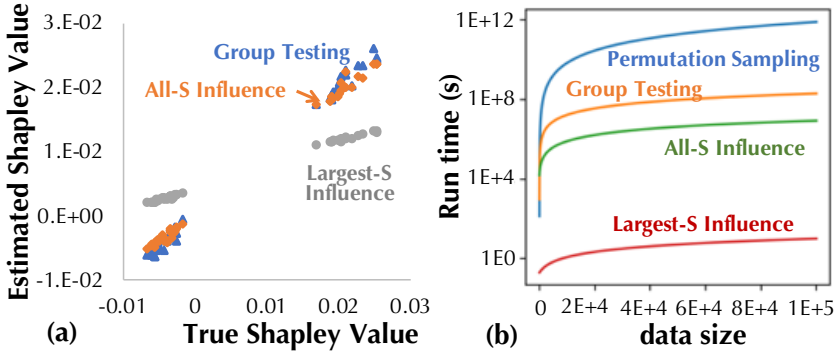 3.E-02
2.E-02
1.E-02
0.E+00
-1.E-02
Estimated Shapley Value
Group Testing
All-S Influence
Largest-S
Influence
-0.01
0
0.01
0.02
0.03
(a)
True Shapley Value
1E+12
1E+8
1E+4
1E0
Run time (s)
Permutation Sampling
Group Testing
All-S Influence
Largest-S Influence
0
2E+4
4E+4
6E+4
8E+4
1E+5
(b)
data size